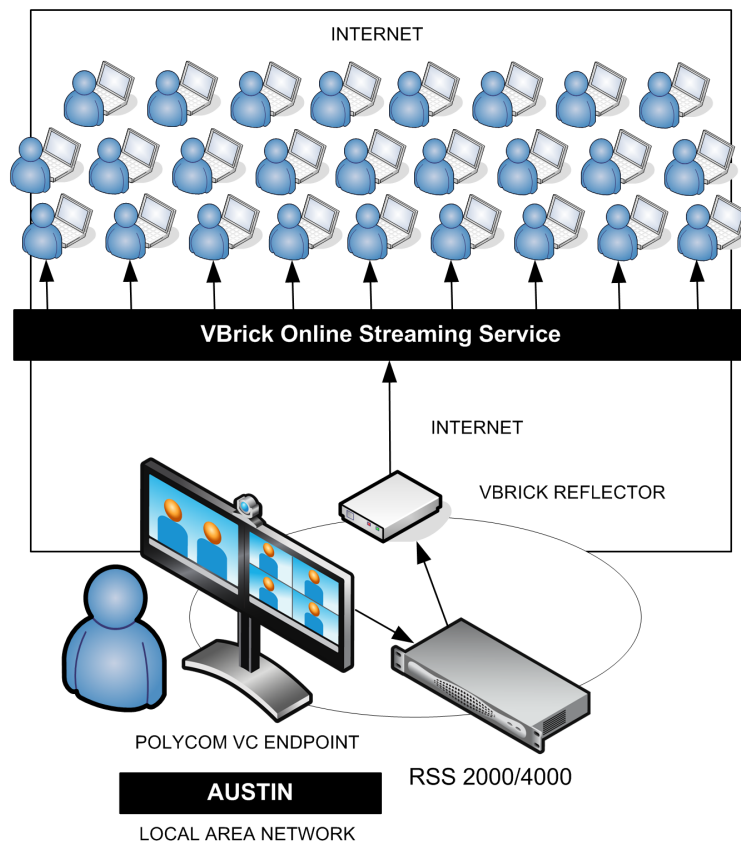 INTERNET
VBrick Online Streaming Service
INTERNET
VBRICK REFLECTOR
POLYCOM VC ENDPOINT
RSS 2000/4000
AUSTIN
LOCAL AREA NETWORK